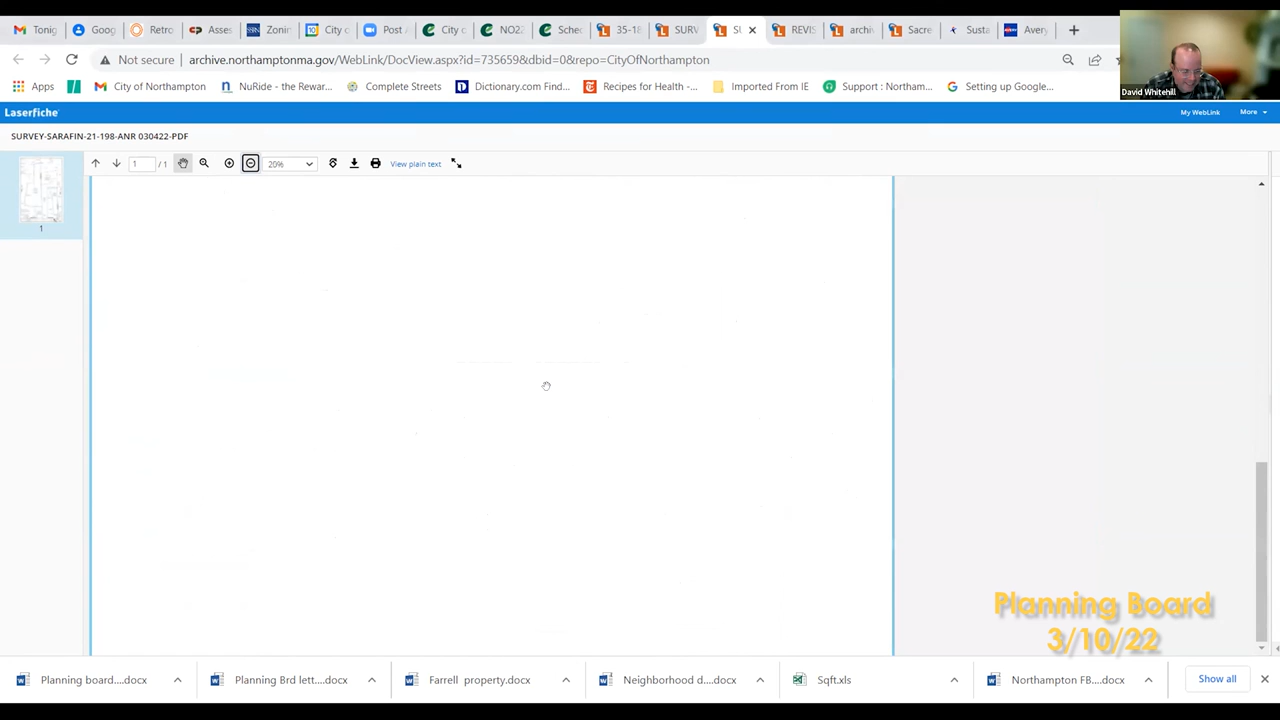 Tonig
Goog
Retro
Asses
Zonin
City c
Post A
City c
NO22
Sched
35-18
SURV
SU
REVIS
archiv
Sacre
Susta
Avery
Not secure
archive.northamptonma.gov/WebLink/DocView.aspx?id=735659&dbid=0&repo=CityOfNorthampton
Apps
City of Northampton
NuRide - the Rewar...
Complete Streets
Dictionary.com Find...
Recipes for Health -...
Imported From IE
Support : Northam...
Setting up Google...
David Whitehill
Laserfiche
My WebLink
More
SURVEY-SARAFIN-21-198-ANR 030422-PDF
1 / 1
20%
View plain text
1
Planning Board
3/10/22
Planning board....docx
Planning Brd lett....docx
Farrell property.docx
Neighborhood d....docx
Sqft.xls
Northampton FB....docx
Show all